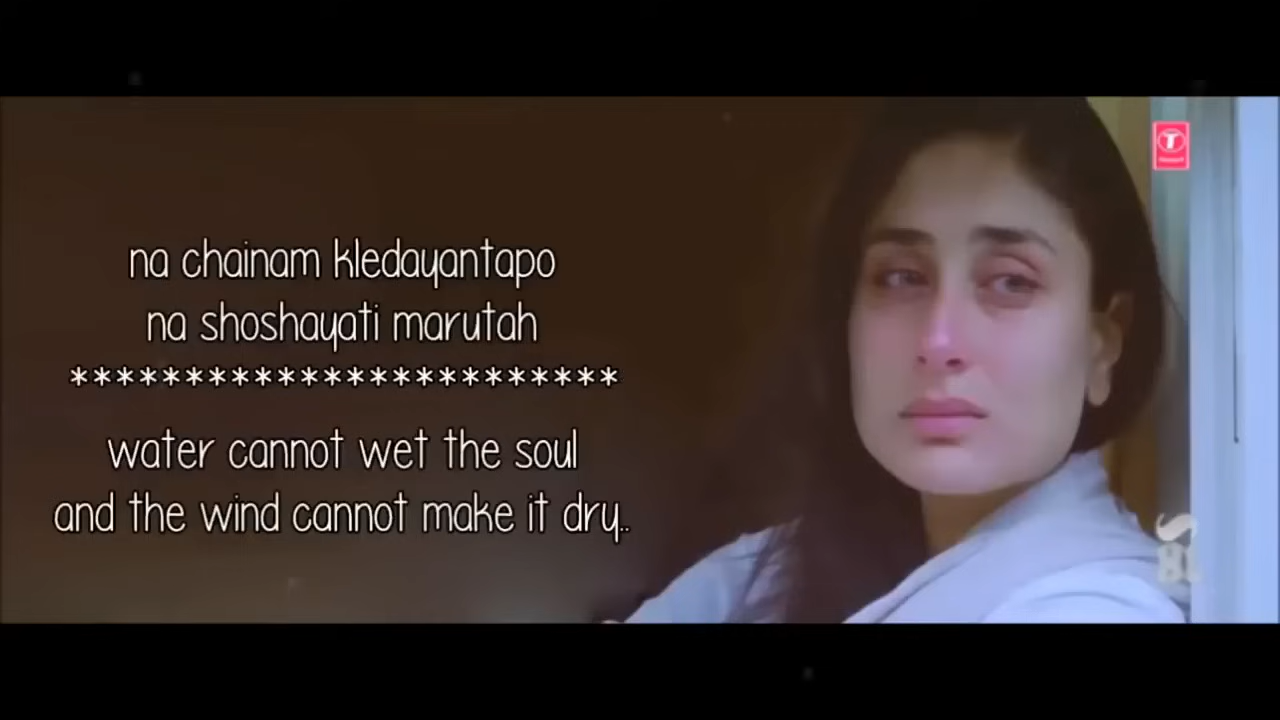 na chainam kledayantapo
na shoshayati marutah
************************
water cannot wet the soul
and the wind cannot make it dry..
T